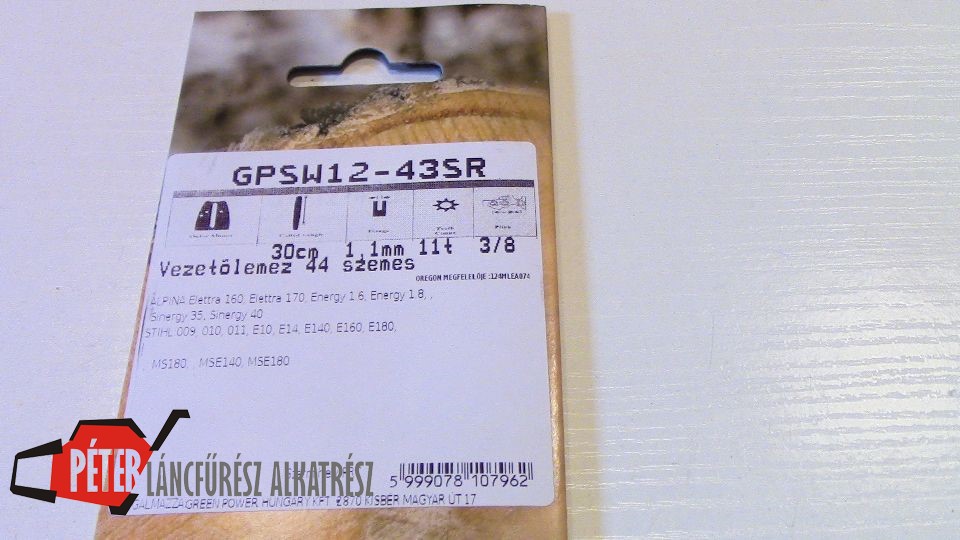 GPSW12-43SR
30cm 1,1mm 11t 3/8
Vezetőlemez 44 szemes
OREGON MEGFELELŐJE :124MLEA074
ALPINA Elettra 160, Elettra 170, Energy 1.6, Energy 1.8, ,
Sinergy 35, Sinergy 40
STIHL 009, 010, 011, E10, E14, E140, E160, E180,
MS180, , MSE140, MSE180
PÉTER LÁNCFŰRÉSZ ALKATRÉSZ
5 999078 107962
GREEN POWER HUNGARY KFT 2870 KISBER MAGYAR ÚT 17